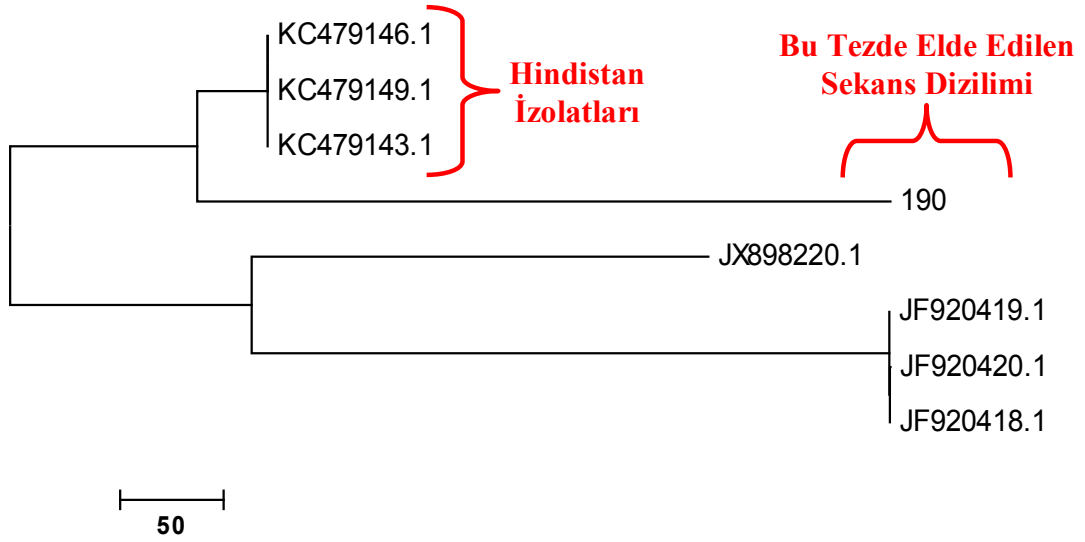 KC479146.1
KC479149.1
KC479143.1
Hindistan
İzolatları
Bu Tezde Elde Edilen
Sekans Dizilimi
190
JX898220.1
JF920419.1
JF920420.1
JF920418.1
50